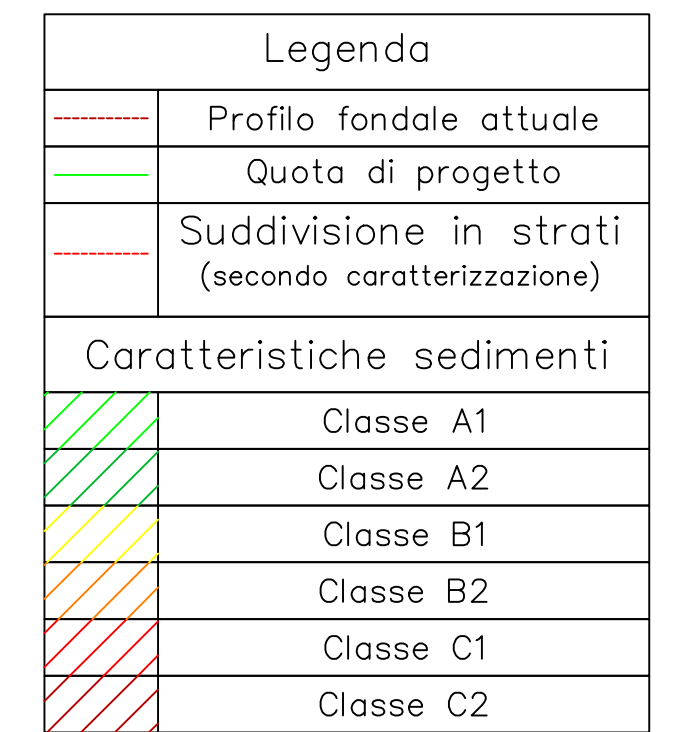 Legenda
Profilo fondale attuale
Quota di progetto
Suddivisione in strati
(secondo caratterizzazione)
Caratteristiche sedimenti
Classe A1
Classe A2
Classe B1
Classe B2
Classe C1
Classe C2